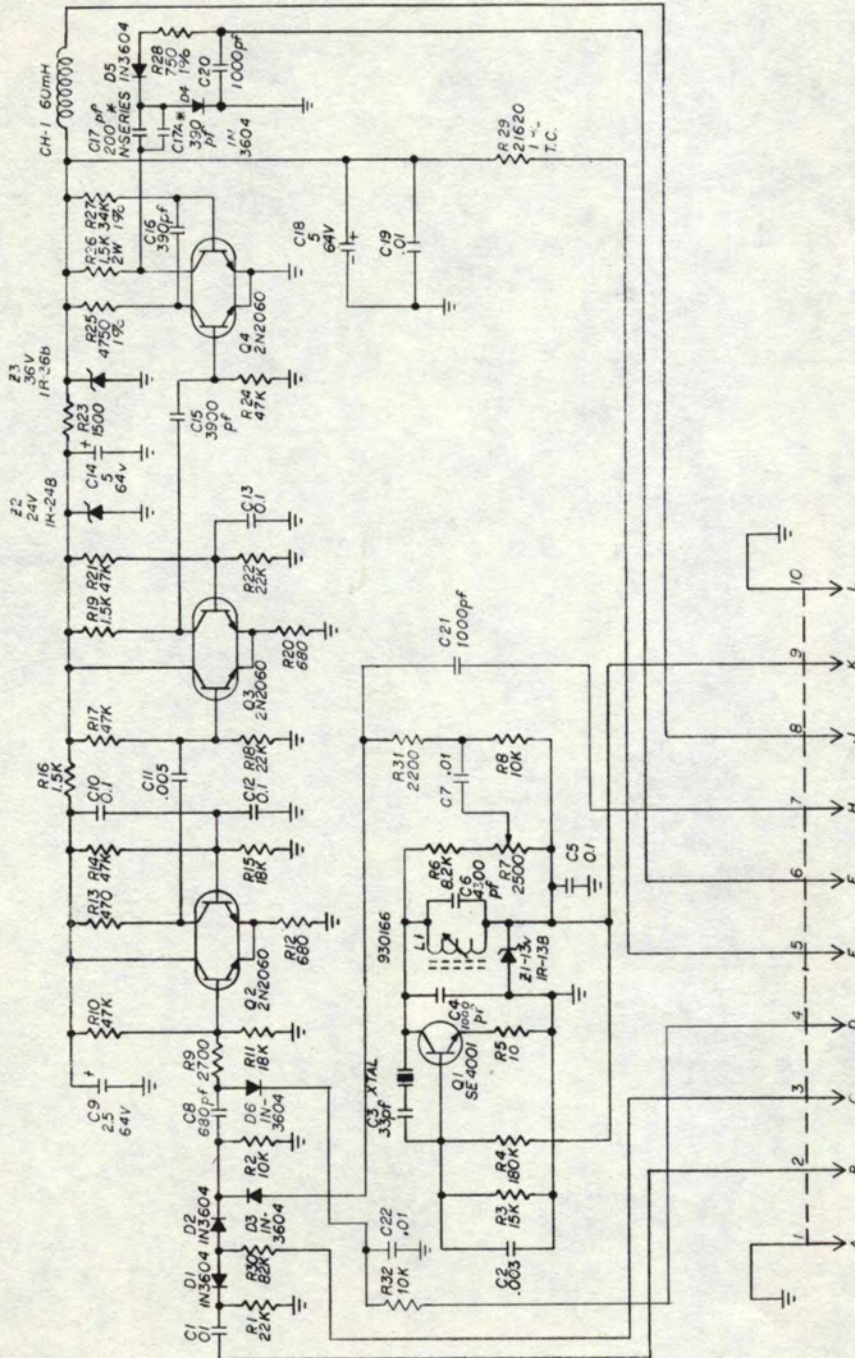 CH-1 60mH
D5
1N3604
R28
750
1%
C20
1000pf
C17 pf
200 *
N-SERIES
C17A*
390
pf
D4
1N
3604
R27
34K
1%
R26
1.5K
2W
C16
390pf
R25
4750
1%
Q4
2N2060
R29
21620
T.C.
C18
5
64V
C19
.01
Z3
36V
1R-36B
R23
1500
C15
3900
pf
R24
47K
+
C14
5
64V
Z2
24V
1R-24B
C13
0.1
R21
47K
R22
22K
R19
1.5K
R20
680
Q3
2N2060
R17
47K
R18
22K
R16
1.5K
C11
.005
C10
0.1
C12
0.1
R14
47K
R15
18K
R13
470
R12
680
Q2
2N2060
R10
47K
R11
18K
R9
2700
+
C9
2.5
64V
C8
680pf
D6
1N-
3604
R2
10K
D2
1N3604
D3
1N-
3604
D1
1N3604
R30
82K
C1
.01
R1
22K
C22
.01
R32
10K
C21
1000pf
R31
2200
C7 .01
R8
10K
R6
8.2K
C6
4300
pf
R7
2500
C5
0.1
930166
L1
Z1-13V
1R-13B
C4
1000
pf
Q1
SE4001
R5
10
XTAL
C3
33pf
R4
180K
R3
15K
C2
.003
1 2 3 4 5 6 7 8 9 10
A B C D E F H J K L